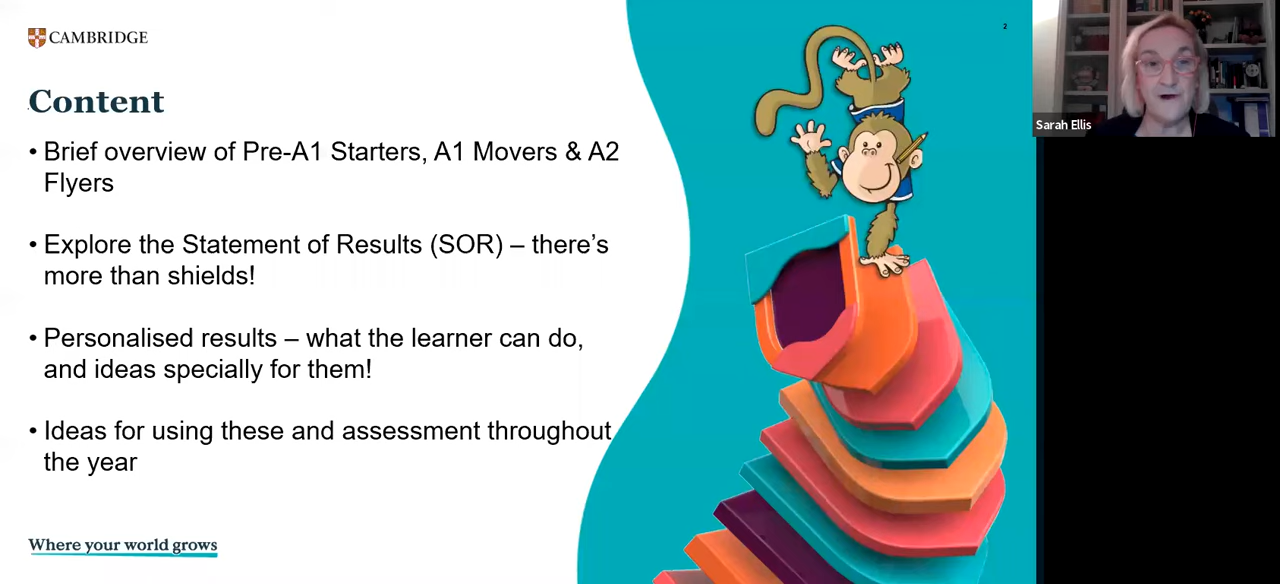 CAMBRIDGE
2
Sarah Ellis
Content
• Brief overview of Pre-A1 Starters, A1 Movers & A2
Flyers
• Explore the Statement of Results (SOR) – there's
more than shields!
• Personalised results – what the learner can do,
and ideas specially for them!
• Ideas for using these and assessment throughout
the year
Where your world grows